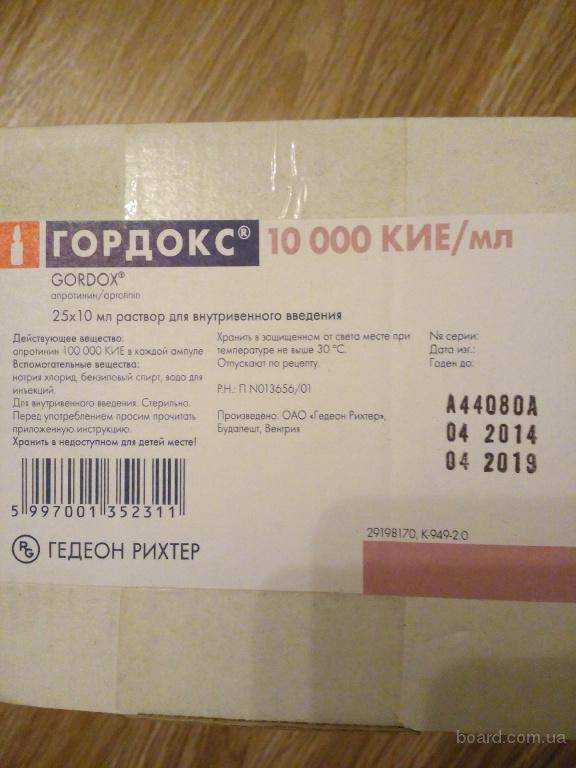 ГОРДОКС® 10 000 КИЕ/мл
GORDOX®
апротинин/aprotinin
25x10 мл раствор для внутривенного введения
Действующее вещество:
апротинин 100 000 КИЕ в каждой ампуле
Вспомогательные вещества:
натрия хлорид, бензиловый спирт, вода для
инъекций.
Для внутривенного введения. Стерильно.
Перед употреблением просим прочитать
приложенную инструкцию.
Хранить в недоступном для детей месте!
Хранить в защищенном от света месте при
температуре не выше 30 °C.
Отпускают по рецепту.
Р.Н.: П N013656/01
Произведено: ОАО «Гедеон Рихтер»,
Будапешт, Венгрия
№ серии:
Дата изг.:
Годен до:
A44080A
04 2014
04 2019
5 997001 352311
RG ГЕДЕОН РИХТЕР
29198170, К-949-2.0
board.com.ua